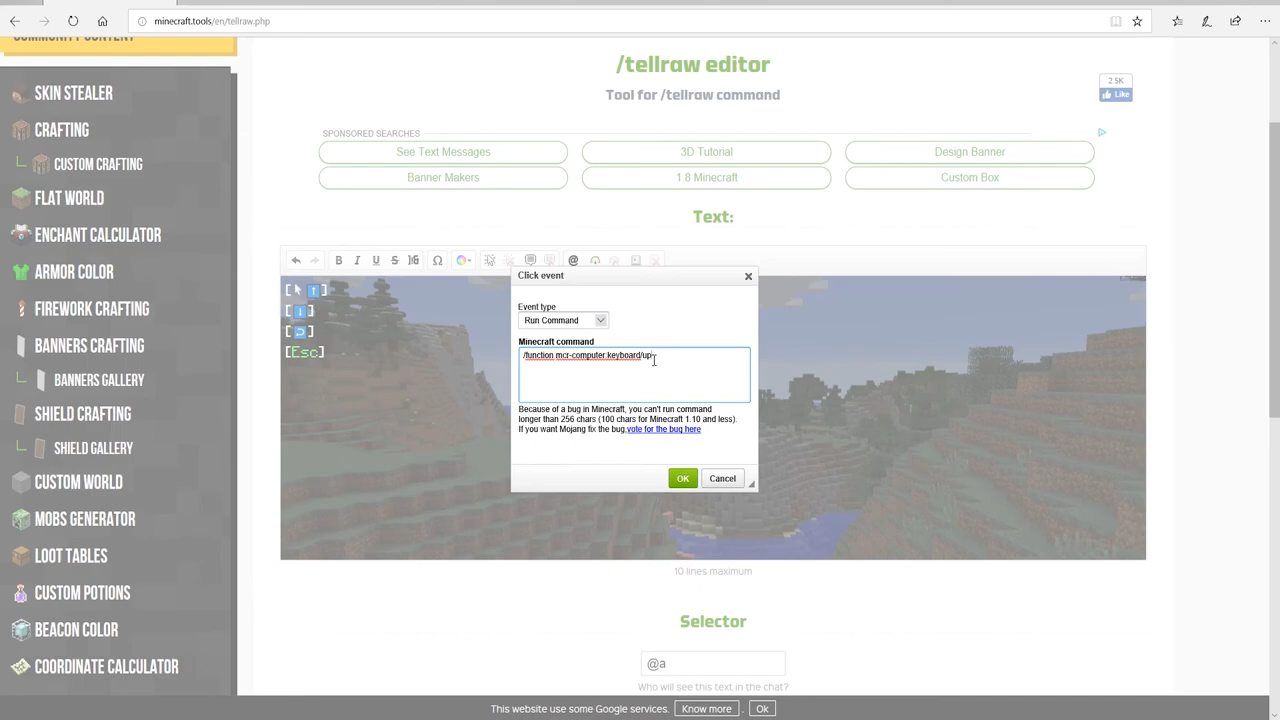 minecraft.tools/en/tellraw.php
COMMUNITY CONTENT
SKIN STEALER
CRAFTING
CUSTOM CRAFTING
FLAT WORLD
ENCHANT CALCULATOR
ARMOR COLOR
FIREWORK CRAFTING
BANNERS CRAFTING
BANNERS GALLERY
SHIELD CRAFTING
SHIELD GALLERY
CUSTOM WORLD
MOBS GENERATOR
LOOT TABLES
CUSTOM POTIONS
BEACON COLOR
COORDINATE CALCULATOR
/tellraw editor
Tool for /tellraw command
2.5K
Like
SPONSORED SEARCHES
See Text Messages
3D Tutorial
Design Banner
Banner Makers
1.8 Minecraft
Custom Box
Text:
B I U S
Ω
@
[↑]
[↓]
[⮌]
[Esc]
Click event
Event type
Run Command
Minecraft command
/function mcr-computer:keyboard/up
Because of a bug in Minecraft, you can't run command
longer than 256 chars (100 chars for Minecraft 1.10 and less).
If you want Mojang fix the bug,vote for the bug here
OK
Cancel
10 lines maximum
Selector
@a
Who will see this text in the chat?
This website use some Google services. Know more . Ok